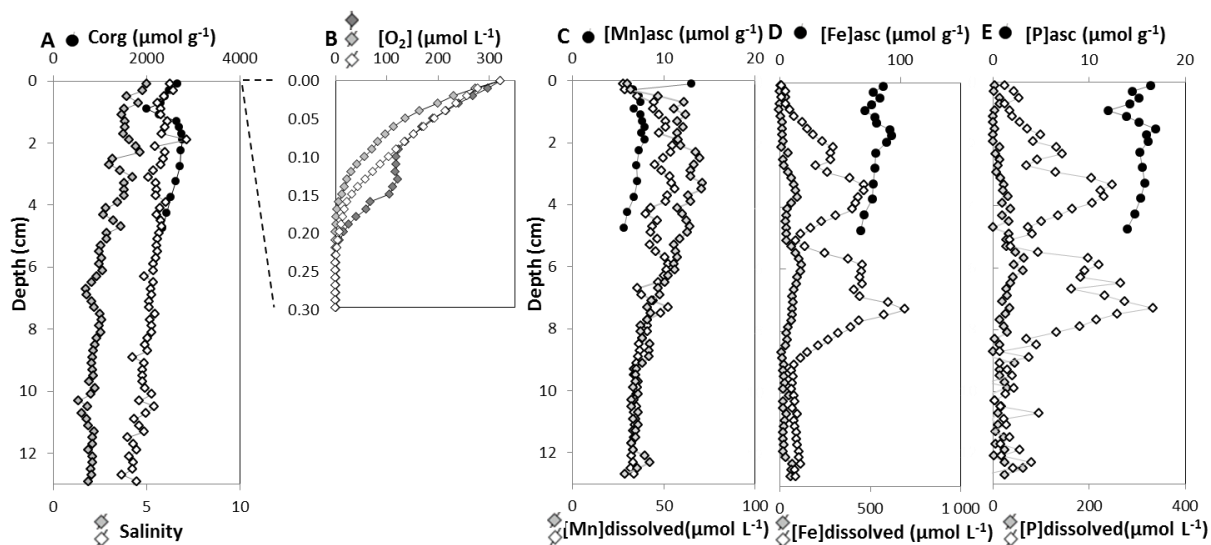 A Corg (µmol g-1)
B [O2] (µmol L-1)
C [Mn]asc (µmol g-1)
D [Fe]asc (µmol g-1)
E [P]asc (µmol g-1)
0 2000 4000
0 100 200 300
0 10 20
0 100
0 10 20
Depth (cm)
0
2
4
6
8
10
12
0.00
0.05
0.10
0.15
0.20
0.25
0.30
Depth (cm)
0
2
4
6
8
10
12
0 5 10
0 50 100
0 500 1 000
0 200 400
Salinity
[Mn]dissolved(µmol L-1)
[Fe]dissolved (µmol L-1)
[P]dissolved(µmol L-1)